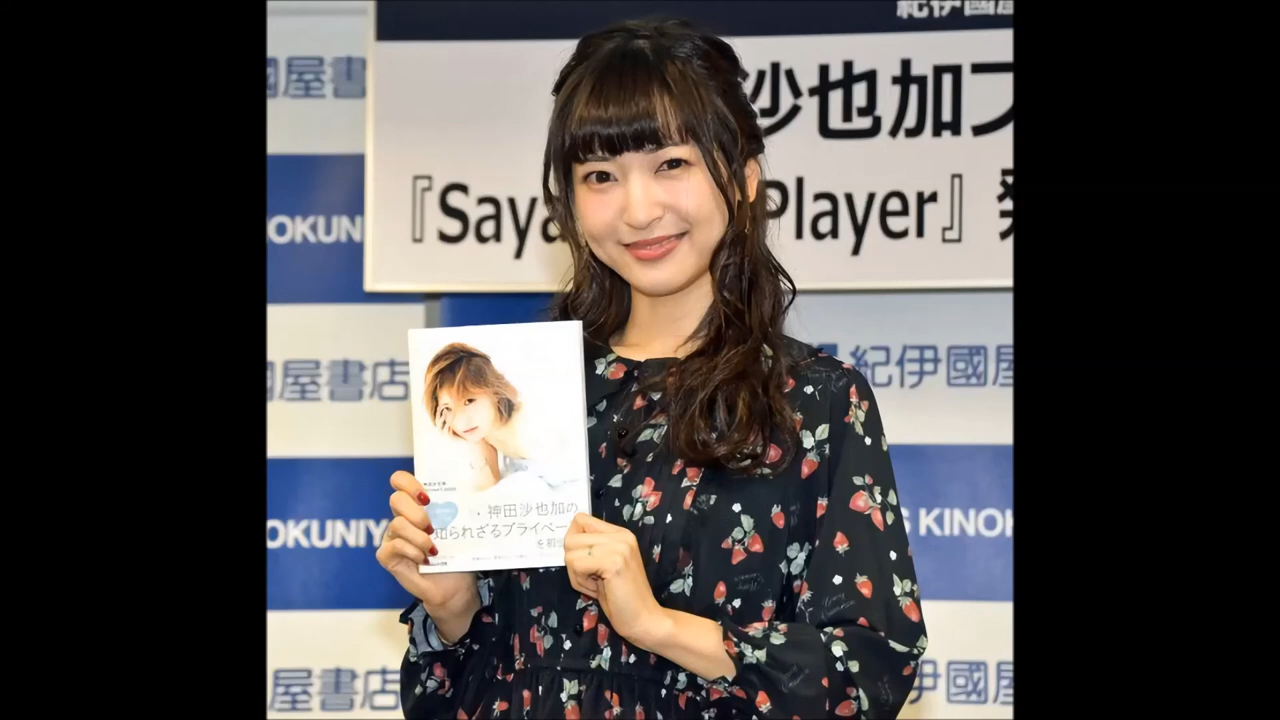 紀伊國屋
沙也加フ
『Saya
Player』発
國屋書
OKUN
國屋書店
紀伊國屋
OKUNIY
KINOK
屋書店
伊國屋
・神田沙也加の
知られざるプライベー
を初